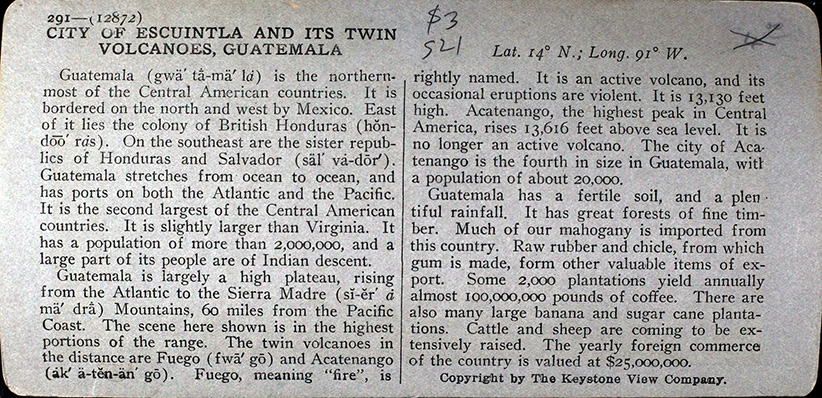 291—(12872)
CITY OF ESCUINTLA AND ITS TWIN
VOLCANOES, GUATEMALA
Guatemala (gwä′ tâ-mä′ lȧ) is the northern-
most of the Central American countries. It is
bordered on the north and west by Mexico. East
of it lies the colony of British Honduras (hŏn-
dōō′ rȧs). On the southeast are the sister repub-
lics of Honduras and Salvador (säl′ vȧ-dōr′).
Guatemala stretches from ocean to ocean, and
has ports on both the Atlantic and the Pacific.
It is the second largest of the Central American
countries. It is slightly larger than Virginia. It
has a population of more than 2,000,000, and a
large part of its people are of Indian descent.
Guatemala is largely a high plateau, rising
from the Atlantic to the Sierra Madre (sĭ-ĕr′ ȧ
mä′ drâ) Mountains, 60 miles from the Pacific
Coast. The scene here shown is in the highest
portions of the range. The twin volcanoes in
the distance are Fuego (fwā′ gō) and Acatenango
(äk′ ä-tĕn-än′ gō). Fuego, meaning "fire", is
$3
S21
Lat. 14° N.; Long. 91° W.
rightly named. It is an active volcano, and its
occasional eruptions are violent. It is 13,130 feet
high. Acatenango, the highest peak in Central
America, rises 13,616 feet above sea level. It is
no longer an active volcano. The city of Aca-
tenango is the fourth in size in Guatemala, with
a population of about 20,000.
Guatemala has a fertile soil, and a plen-
tiful rainfall. It has great forests of fine tim-
ber. Much of our mahogany is imported from
this country. Raw rubber and chicle, from which
gum is made, form other valuable items of ex-
port. Some 2,000 plantations yield annually
almost 100,000,000 pounds of coffee. There are
also many large banana and sugar cane planta-
tions. Cattle and sheep are coming to be ex-
tensively raised. The yearly foreign commerce
of the country is valued at $25,000,000.
Copyright by The Keystone View Company.